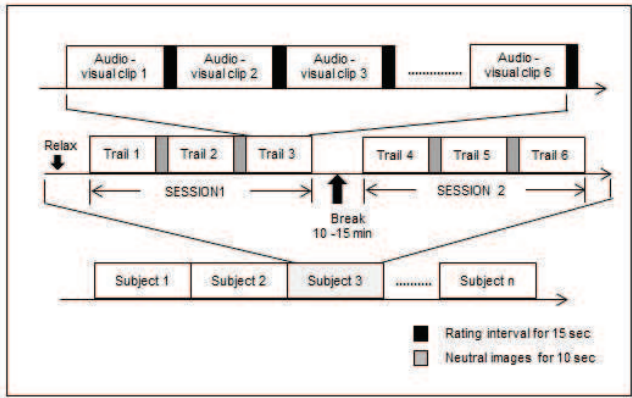 Audio - visual clip 1
Audio - visual clip 2
Audio - visual clip 3
Audio - visual clip 6
Relax
Trail 1
Trail 2
Trail 3
Trail 4
Trail 5
Trail 6
SESSION1
SESSION 2
Break
10 -15 min
Subject 1
Subject 2
Subject 3
Subject n
Rating interval for 15 sec
Neutral images for 10 sec